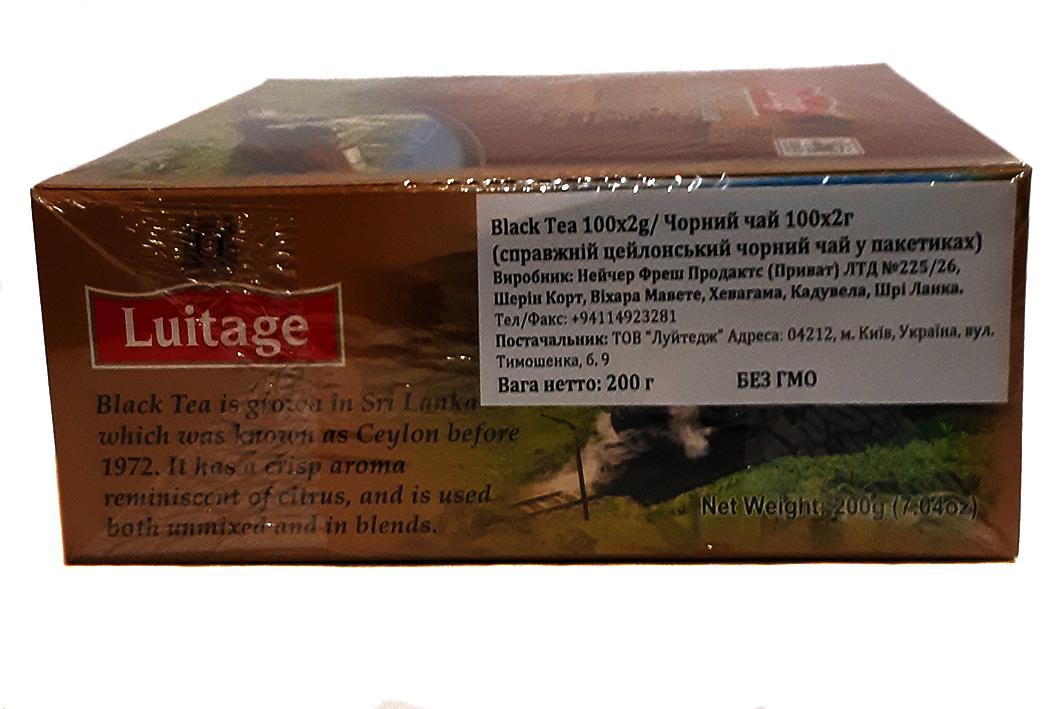 Luitage
Black Tea is grown in Sri Lanka
which was known as Ceylon before
1972. It has a crisp aroma
reminiscent of citrus, and is used
both unmixed and in blends.
Black Tea 100x2g/ Чорний чай 100х2г
(справжній цейлонський чорний чай у пакетиках)
Виробник: Нейчер Фреш Продактс (Приват) ЛТД №225/26,
Шерін Корт, Віхара Мавете, Хевагама, Кадувела, Шрі Ланка.
Тел/Факс: +94114923281
Постачальник: ТОВ "Луйтедж" Адреса: 04212, м. Київ, Україна, вул.
Тимошенка, б. 9
Вага нетто: 200 г БЕЗ ГМО
Net Weight: 200g (7.04oz)